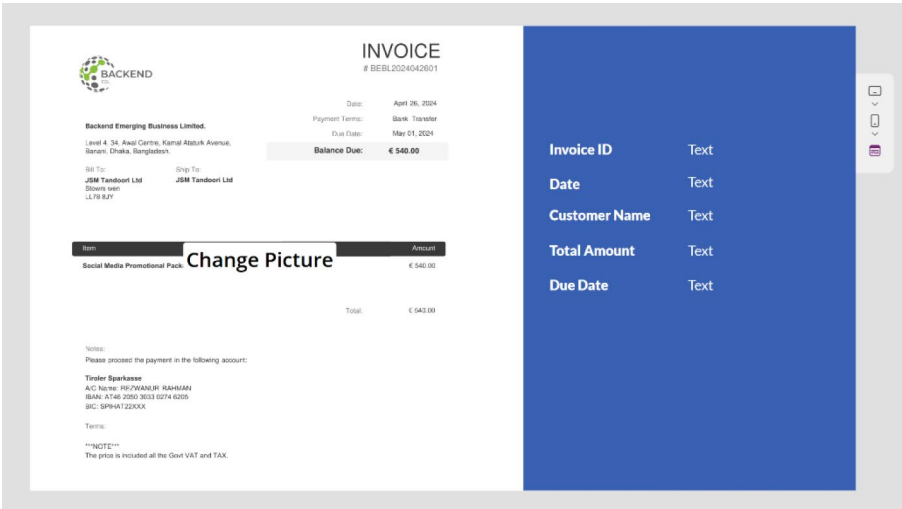 INVOICE
# BEBL2024042601
BACKEND
Date: April 26, 2024
Payment Terms: Bank Transfer
Due Date: May 01, 2024
Balance Due: € 540.00
Backend Emerging Business Limited.
Level 4, 34, Awal Centre, Kamal Ataturk Avenue,
Banani, Dhaka, Bangladesh.
Bill To: Ship To:
JSM Tandoori Ltd JSM Tandoori Ltd
LL78 8JY
Item Amount
Social Media Promotional Pack € 540.00
Change Picture
Total: € 540.00
Notes:
Please proceed the payment in the following account:
Tiroler Sparkasse
A/C Name: REZWANUR RAHMAN
IBAN: AT46 2050 3033 0274 6205
BIC: SPIHAT22XXX
Terms:
***NOTE***
The price is included all the Govt VAT and TAX.
Invoice ID Text
Date Text
Customer Name Text
Total Amount Text
Due Date Text